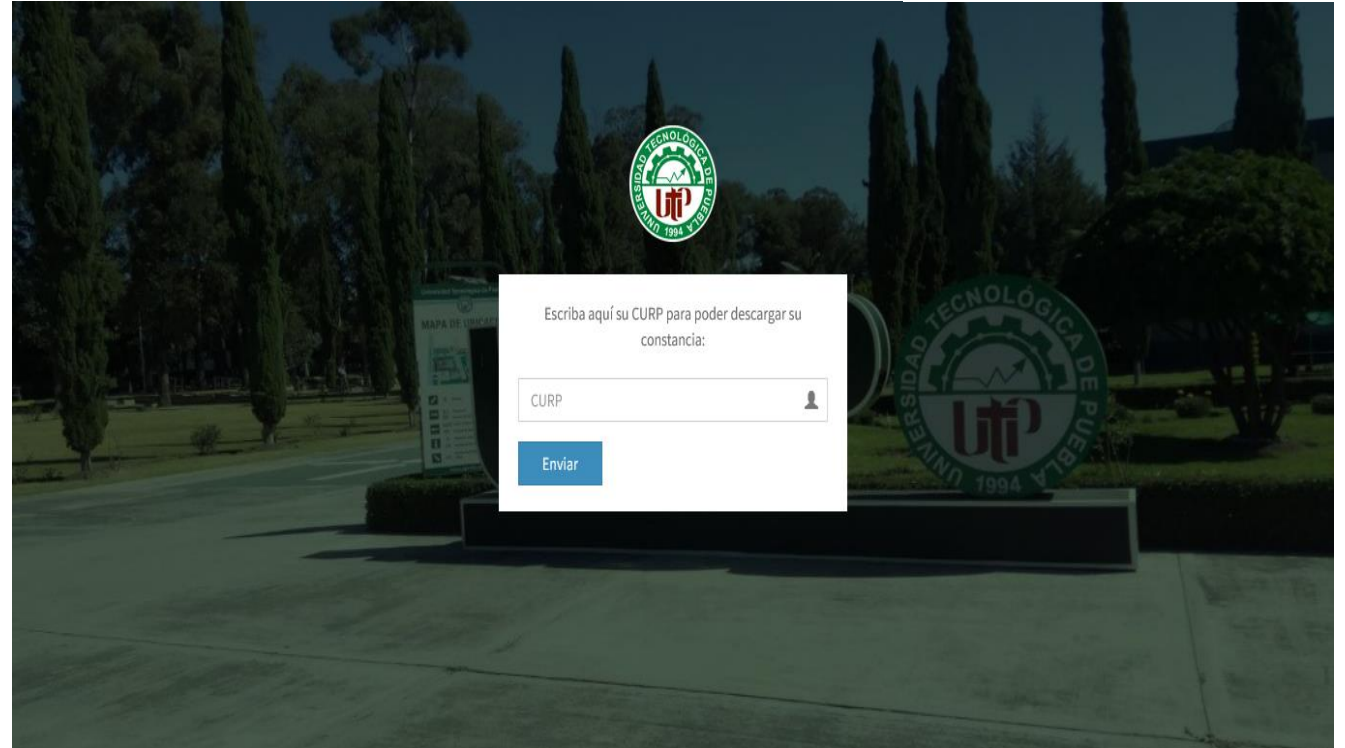 UNIVERSIDAD TECNOLÓGICA DE PUEBLA
UTP
1994
Escriba aquí su CURP para poder descargar su
constancia:
CURP
Enviar
MAPA DE UBICACI
UNIVERSIDAD TECNOLÓGICA DE PUEBLA
UTP
1994